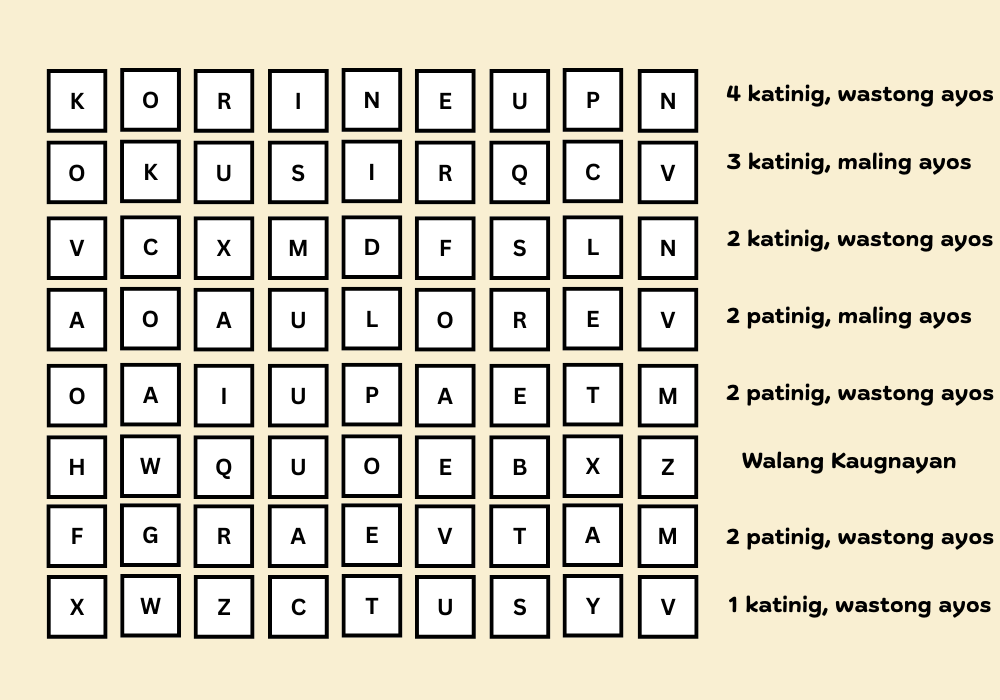 K O R I N E U P N 4 katinig, wastong ayos
O K U S I R Q C V 3 katinig, maling ayos
V C X M D F S L N 2 katinig, wastong ayos
A O A U L O R E V 2 patinig, maling ayos
O A I U P A E T M 2 patinig, wastong ayos
H W Q U O E B X Z Walang Kaugnayan
F G R A E V T A M 2 patinig, wastong ayos
X W Z C T U S Y V 1 katinig, wastong ayos